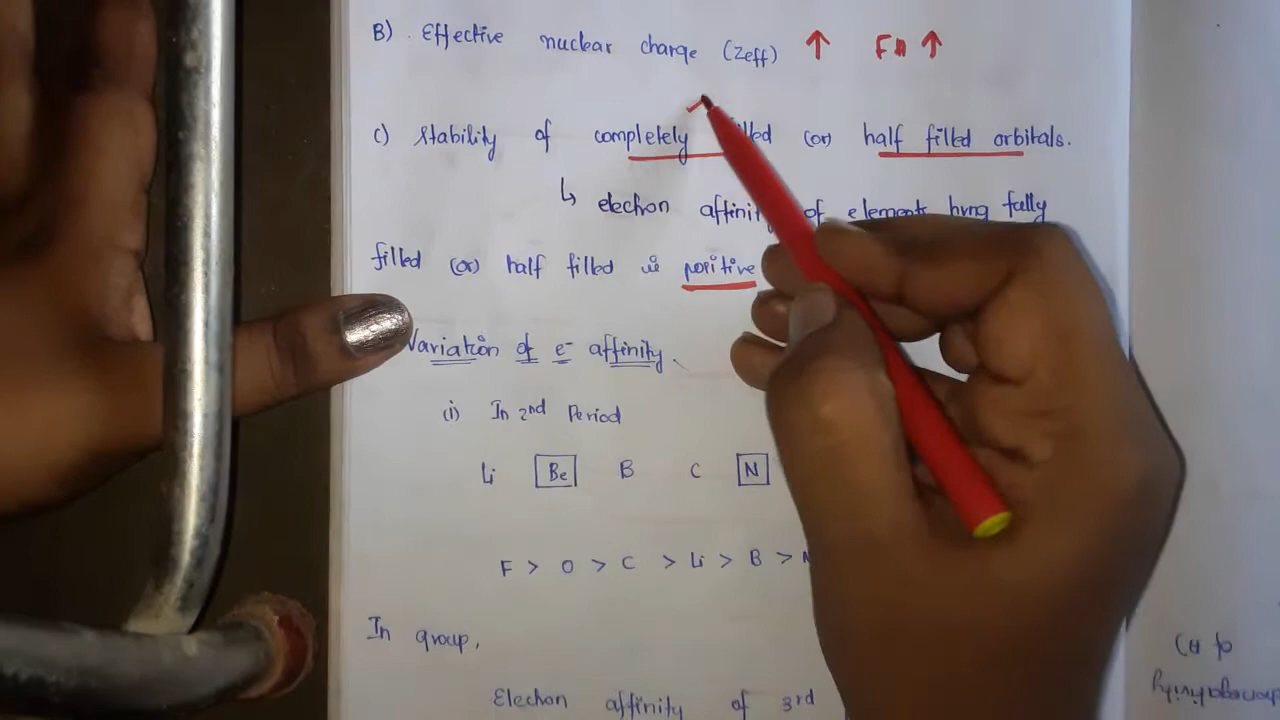 B). Effective nuclear charge (Zeff) ↑ EA ↑
c) stability of completely filled (or) half filled orbitals.
↳ electron affinity of elements hvng fully
filled (or) half filled is positive
Variation of e⁻ affinity
(i) In 2nd Period
Li Be B C N
F > O > C > Li > B >
In group,
Electron affinity of 3rd